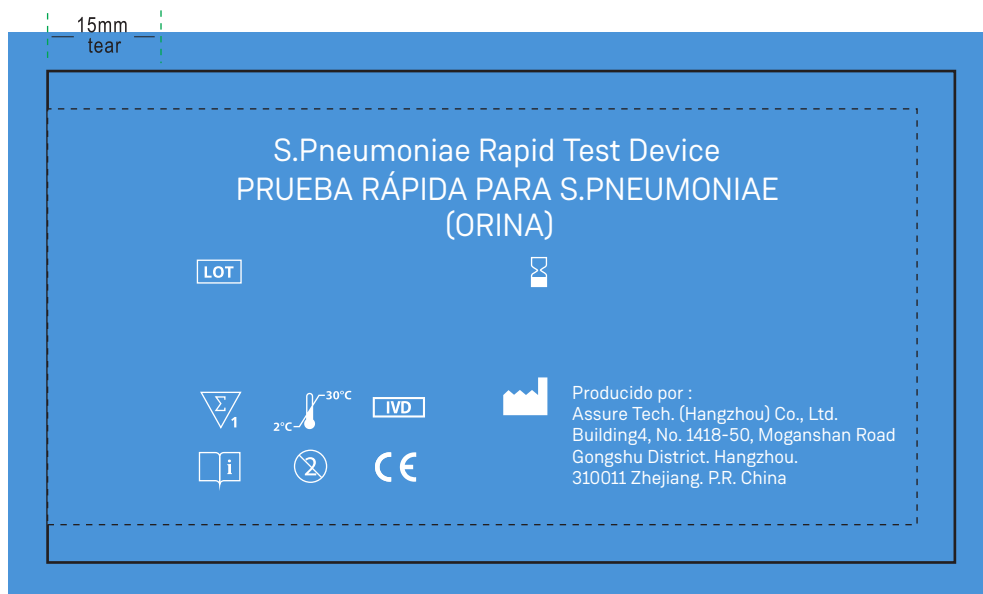 15mm
tear
S.Pneumoniae Rapid Test Device
PRUEBA RÁPIDA PARA S.PNEUMONIAE
(ORINA)
LOT
Σ
1
30°C
2°C
IVD
i
2
CE
Producido por :
Assure Tech. (Hangzhou) Co., Ltd.
Building4, No. 1418-50, Moganshan Road
Gongshu District. Hangzhou.
310011 Zhejiang. P.R. China